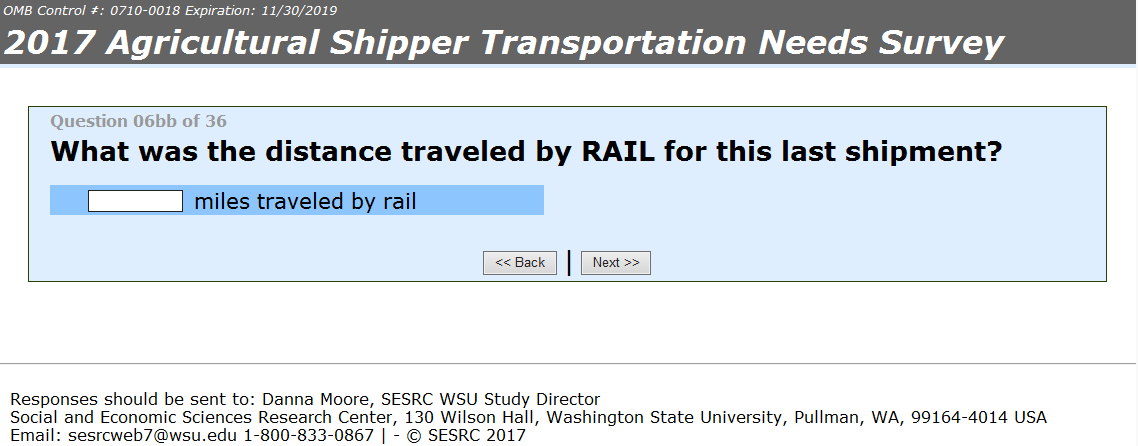 OMB Control #: 0710-0018 Expiration: 11/30/2019
2017 Agricultural Shipper Transportation Needs Survey
Question 06bb of 36
What was the distance traveled by RAIL for this last shipment?
miles traveled by rail
<< Back | Next >>
Responses should be sent to: Danna Moore, SESRC WSU Study Director
Social and Economic Sciences Research Center, 130 Wilson Hall, Washington State University, Pullman, WA, 99164-4014 USA
Email: sesrcweb7@wsu.edu 1-800-833-0867 | - © SESRC 2017